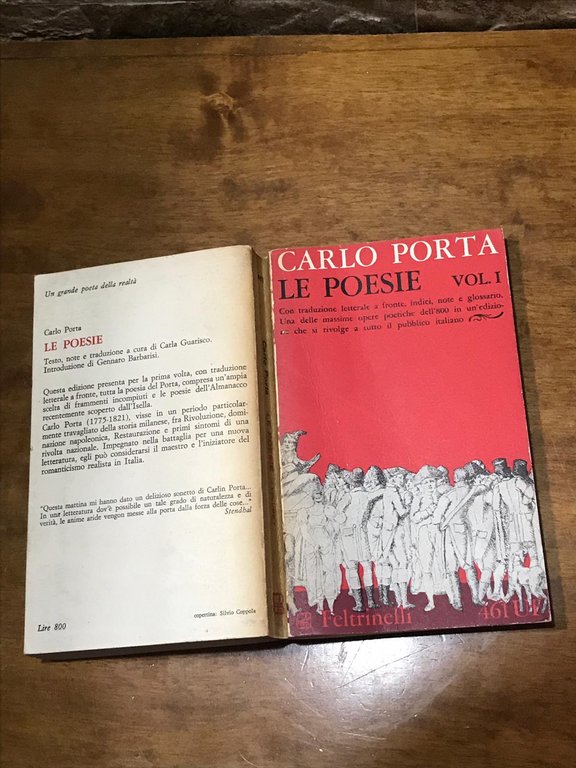 Un grande poeta della realtà
Carlo Porta
LE POESIE
Testo, note e traduzione a cura di Carla Guarisco.
Introduzione di Gennaro Barbarisi.
Questa edizione presenta per la prima volta, con traduzione
letterale a fronte, tutta la poesia del Porta, compresa un'ampia
scelta di frammenti incompiuti e le poesie dell'Almanacco
recentemente scoperto dall'Isella.
Carlo Porta (1775-1821), visse in un periodo particolar-
mente travagliato della storia milanese, fra Rivoluzione, domi-
nazione napoleonica, Restaurazione e primi sintomi di una
rivolta nazionale. Impegnato nella battaglia per una nuova
letteratura, egli può considerarsi il maestro e l'iniziatore del
romanticismo realista in Italia.
"Questa mattina mi hanno dato un delizioso sonetto di Carlin Porta...
In una letteratura dov'è possibile un tale grado di naturalezza e di
verità, le anime aride vengon messe alla porta dalla forza delle cose..."
Stendhal
copertina: Silvio Coppola
Lire 800
CARLO PORTA
LE POESIE VOL. I
Con traduzione letterale a fronte, indici, note e glossario.
Una delle massime opere poetiche dell'800 in un'edizio-
ne che si rivolge a tutto il pubblico italiano
Feltrinelli 461 U